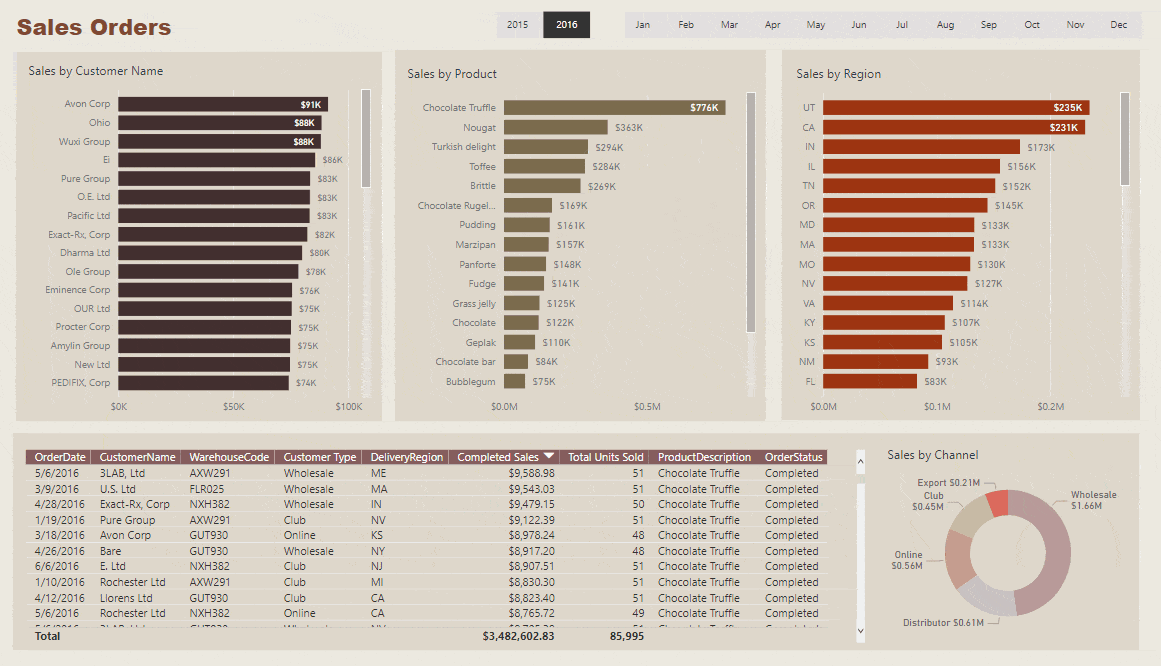 Sales Orders
2015 2016
Jan Feb Mar Apr May Jun Jul Aug Sep Oct Nov Dec
Sales by Customer Name
Avon Corp $91K
Ohio $88K
Wuxi Group $88K
Ei $86K
Pure Group $83K
O.E. Ltd $83K
Pacific Ltd $83K
Exact-Rx, Corp $82K
Dharma Ltd $80K
Ole Group $78K
Eminence Corp $76K
OUR Ltd $75K
Procter Corp $75K
Amylin Group $75K
New Ltd $75K
PEDIFIX, Corp $74K
$0K $50K $100K
Sales by Product
Chocolate Truffle $776K
Nougat $363K
Turkish delight $294K
Toffee $284K
Brittle $269K
Chocolate Rugel... $169K
Pudding $161K
Marzipan $157K
Panforte $148K
Fudge $141K
Grass jelly $125K
Chocolate $122K
Geplak $110K
Chocolate bar $84K
Bubblegum $75K
$0.0M $0.5M
Sales by Region
UT $235K
CA $231K
IN $173K
IL $156K
TN $152K
OR $145K
MD $133K
MA $133K
MO $130K
NV $127K
VA $114K
KY $107K
KS $105K
NM $93K
FL $83K
$0.0M $0.1M $0.2M
OrderDate CustomerName WarehouseCode Customer Type DeliveryRegion Completed Sales Total Units Sold ProductDescription OrderStatus
5/6/2016 3LAB, Ltd AXW291 Wholesale ME $9,588.98 51 Chocolate Truffle Completed
3/9/2016 U.S. Ltd FLR025 Wholesale MA $9,543.03 51 Chocolate Truffle Completed
4/28/2016 Exact-Rx, Corp NXH382 Wholesale IN $9,479.15 50 Chocolate Truffle Completed
1/19/2016 Pure Group AXW291 Club NV $9,122.39 51 Chocolate Truffle Completed
3/18/2016 Avon Corp GUT930 Online KS $8,978.24 48 Chocolate Truffle Completed
4/26/2016 Bare GUT930 Wholesale NY $8,917.20 48 Chocolate Truffle Completed
6/6/2016 E. Ltd NXH382 Club NJ $8,907.51 51 Chocolate Truffle Completed
1/10/2016 Rochester Ltd AXW291 Club MI $8,830.30 51 Chocolate Truffle Completed
4/12/2016 Llorens Ltd GUT930 Club CA $8,823.40 51 Chocolate Truffle Completed
5/6/2016 Rochester Ltd NXH382 Online CA $8,765.72 49 Chocolate Truffle Completed
Total $3,482,602.83 85,995
Sales by Channel
Export $0.21M
Club
$0.45M
Wholesale
$1.66M
Online
$0.56M
Distributor $0.61M